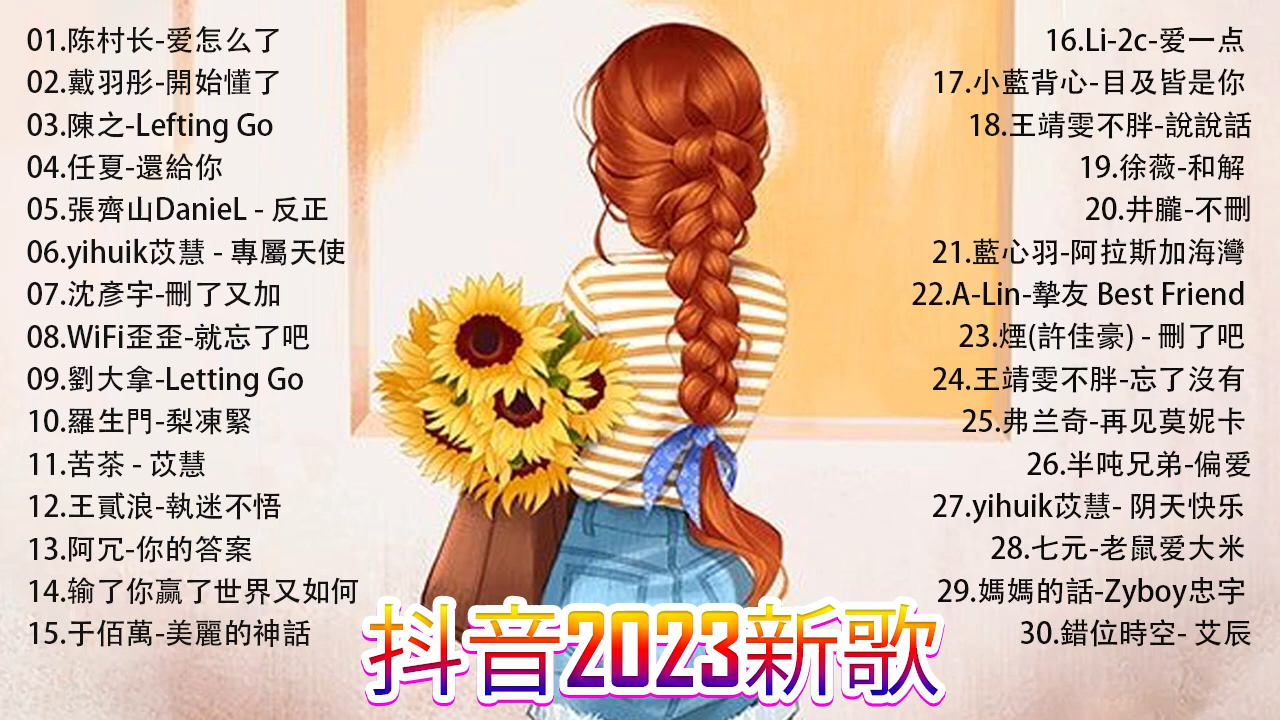 01.陈村长-爱怎么了
02.戴羽彤-開始懂了
03.陳之-Lefting Go
04.任夏-還給你
05.張齊山DanieL - 反正
06.yihuik苡慧 - 專屬天使
07.沈彥宇-刪了又加
08.WiFi歪歪-就忘了吧
09.劉大拿-Letting Go
10.羅生門-梨凍緊
11.苦茶 - 苡慧
12.王貳浪-執迷不悟
13.阿冗-你的答案
14.输了你赢了世界又如何
15.于佰萬-美麗的神話
16.Li-2c-爱一点
17.小藍背心-目及皆是你
18.王靖雯不胖-說說話
19.徐薇-和解
20.井朧-不刪
21.藍心羽-阿拉斯加海灣
22.A-Lin-摯友 Best Friend
23.煙(許佳豪) - 刪了吧
24.王靖雯不胖-忘了沒有
25.弗兰奇-再见莫妮卡
26.半吨兄弟-偏爱
27.yihuik苡慧- 阴天快乐
28.七元-老鼠愛大米
29.媽媽的話-Zyboy忠宇
30.錯位時空- 艾辰
抖音2023新歌